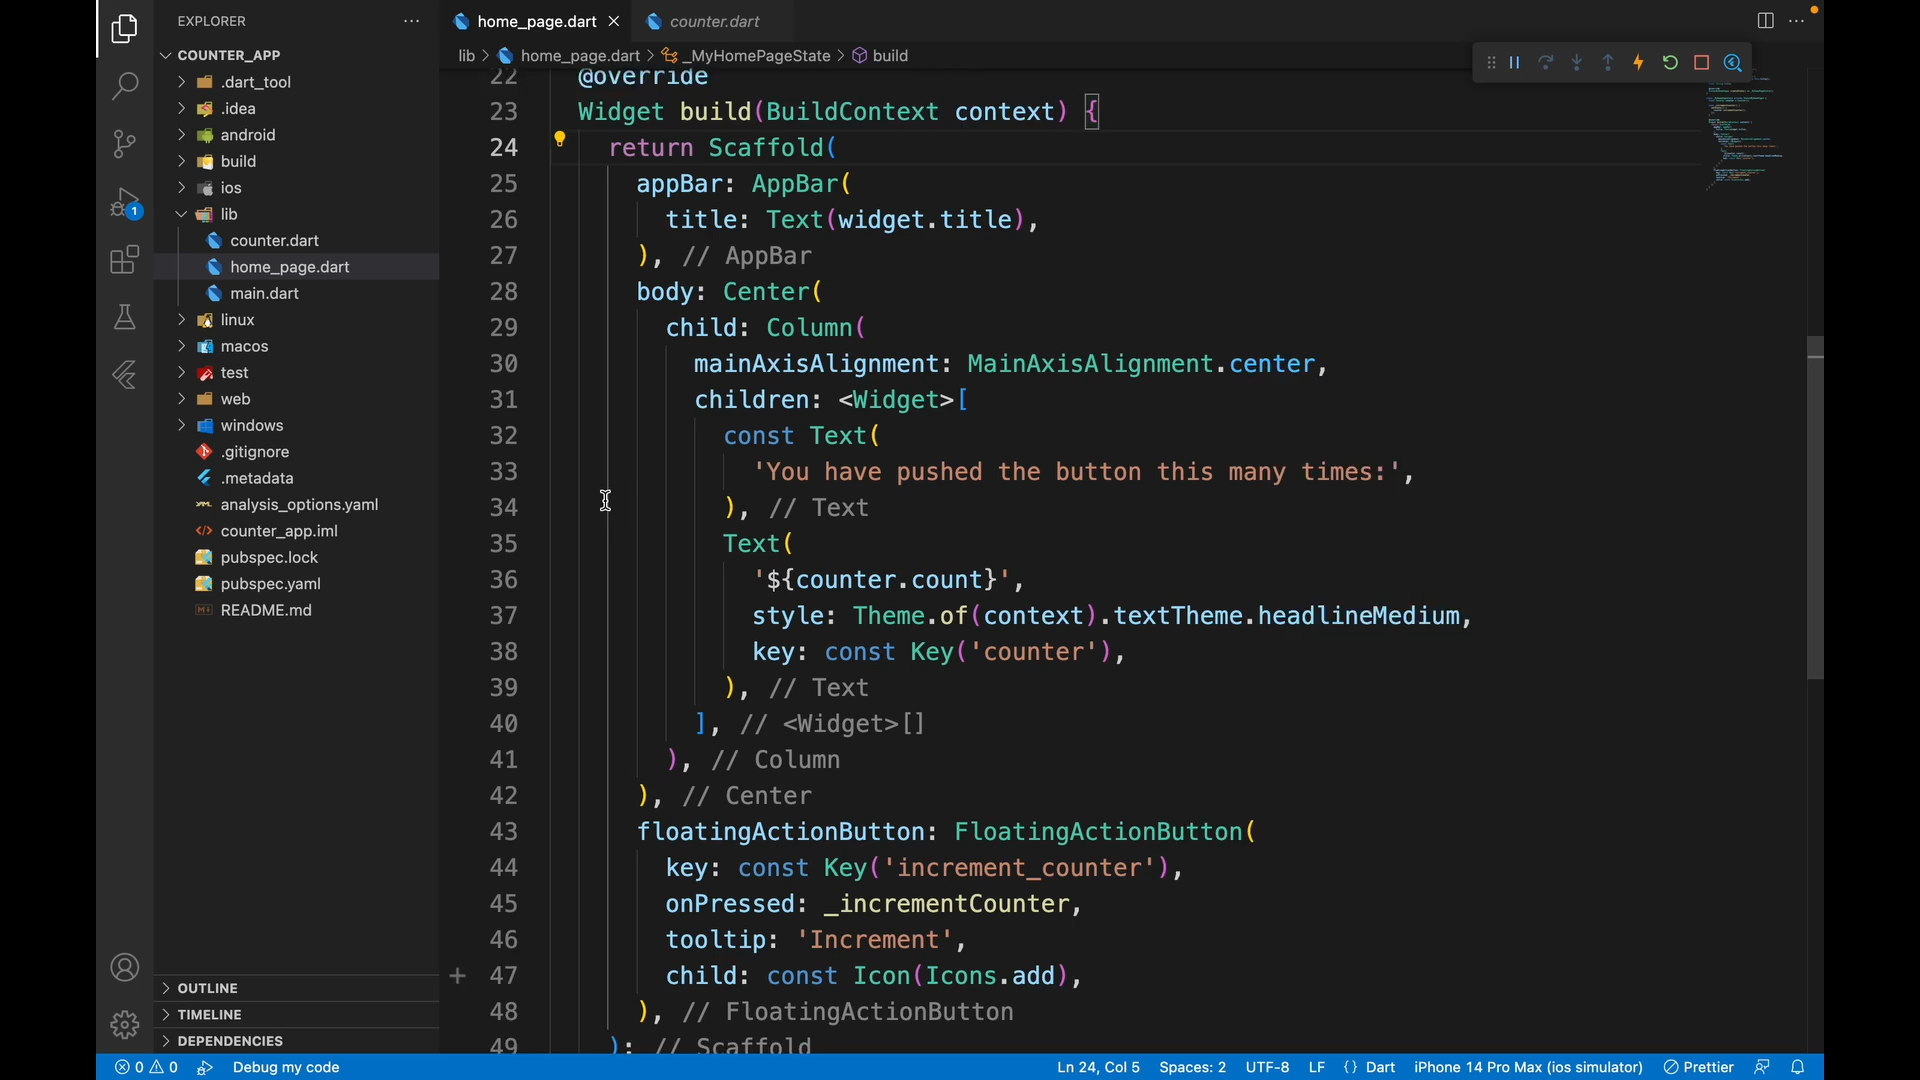 EXPLORER
COUNTER_APP
.dart_tool
.idea
android
build
ios
lib
counter.dart
home_page.dart
main.dart
linux
macos
test
web
windows
.gitignore
.metadata
analysis_options.yaml
counter_app.iml
pubspec.lock
pubspec.yaml
README.md
OUTLINE
TIMELINE
DEPENDENCIES
1
home_page.dart
counter.dart
lib > home_page.dart > _MyHomePageState > build
22 @override
23 Widget build(BuildContext context) {
24 return Scaffold(
25 appBar: AppBar(
26 title: Text(widget.title),
27 ), // AppBar
28 body: Center(
29 child: Column(
30 mainAxisAlignment: MainAxisAlignment.center,
31 children: <Widget>[
32 const Text(
33 'You have pushed the button this many times:',
34 ), // Text
35 Text(
36 '${counter.count}',
37 style: Theme.of(context).textTheme.headlineMedium,
38 key: const Key('counter'),
39 ), // Text
40 ], // <Widget>[]
41 ), // Column
42 ), // Center
43 floatingActionButton: FloatingActionButton(
44 key: const Key('increment_counter'),
45 onPressed: _incrementCounter,
46 tooltip: 'Increment',
47 child: const Icon(Icons.add),
48 ), // FloatingActionButton
49 ); // Scaffold
0 0 Debug my code Ln 24, Col 5 Spaces: 2 UTF-8 LF {} Dart iPhone 14 Pro Max (ios simulator) Prettier